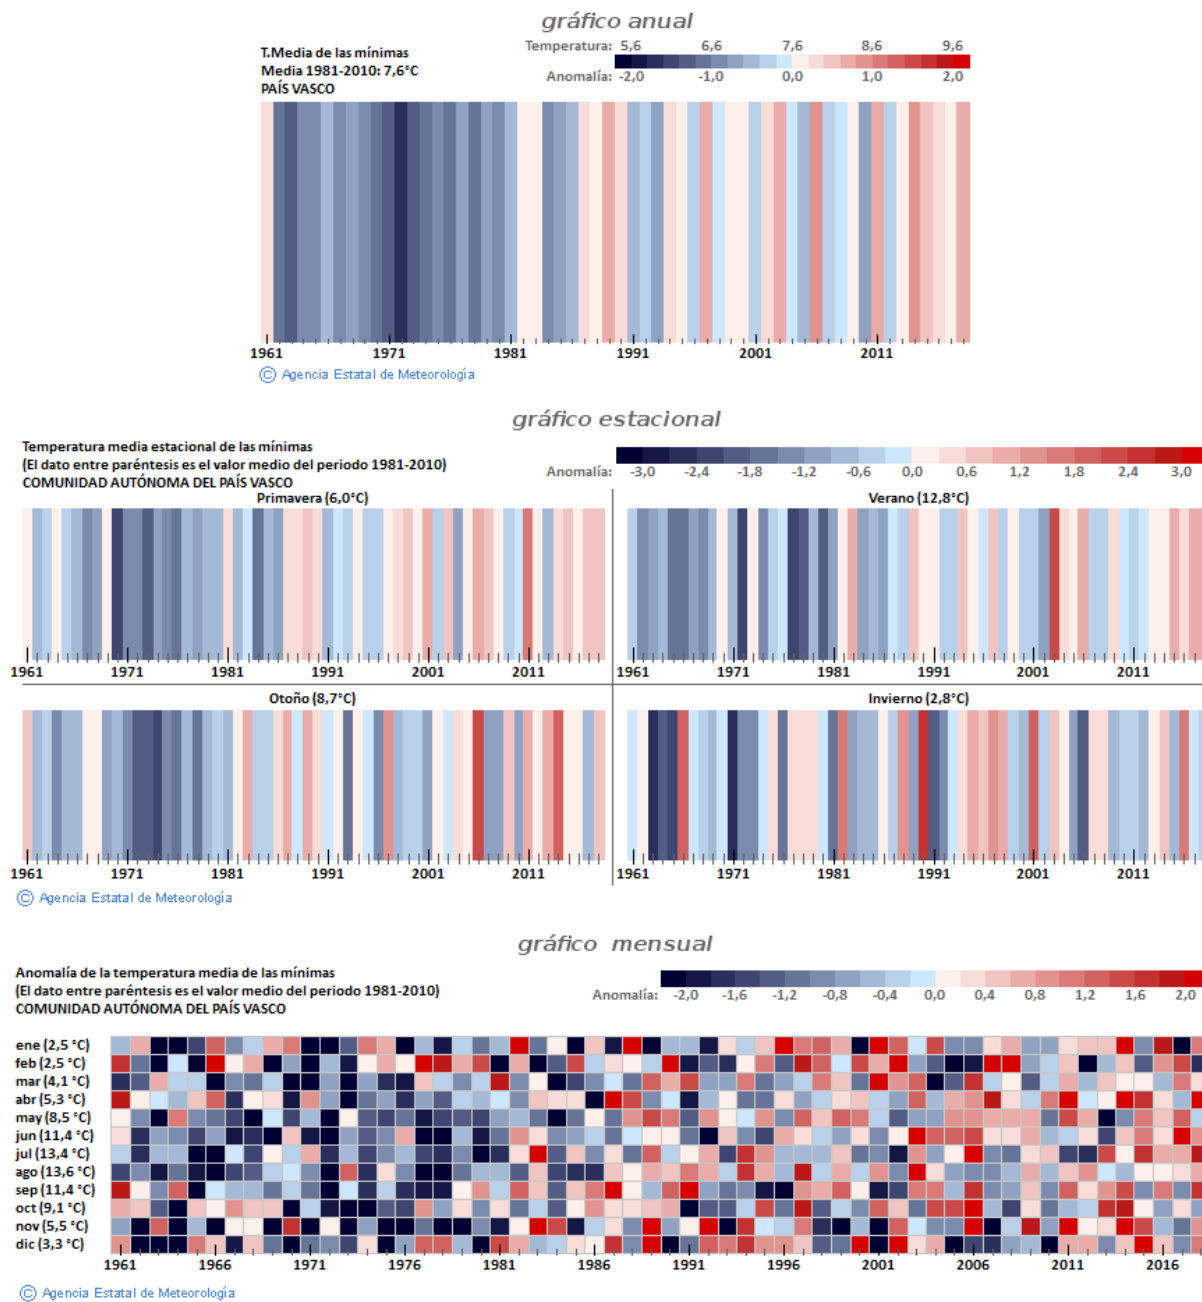 gráfico anual
T.Media de las mínimas
Media 1981-2010: 7,6°C
PAÍS VASCO
Temperatura: 5,6 6,6 7,6 8,6 9,6
Anomalía: -2,0 -1,0 0,0 1,0 2,0
1961 1971 1981 1991 2001 2011
© Agencia Estatal de Meteorología
gráfico estacional
Temperatura media estacional de las mínimas
(El dato entre paréntesis es el valor medio del periodo 1981-2010)
COMUNIDAD AUTÓNOMA DEL PAÍS VASCO
Anomalía: -3,0 -2,4 -1,8 -1,2 -0,6 0,0 0,6 1,2 1,8 2,4 3,0
Primavera (6,0°C)
1961 1971 1981 1991 2001 2011
Verano (12,8°C)
1961 1971 1981 1991 2001 2011
Otoño (8,7°C)
1961 1971 1981 1991 2001 2011
Invierno (2,8°C)
1961 1971 1981 1991 2001 2011
© Agencia Estatal de Meteorología
gráfico mensual
Anomalía de la temperatura media de las mínimas
(El dato entre paréntesis es el valor medio del periodo 1981-2010)
COMUNIDAD AUTÓNOMA DEL PAÍS VASCO
Anomalía: -2,0 -1,6 -1,2 -0,8 -0,4 0,0 0,4 0,8 1,2 1,6 2,0
ene (2,5 °C)
feb (2,5 °C)
mar (4,1 °C)
abr (5,3 °C)
may (8,5 °C)
jun (11,4 °C)
jul (13,4 °C)
ago (13,6 °C)
sep (11,4 °C)
oct (9,1 °C)
nov (5,5 °C)
dic (3,3 °C)
1961 1966 1971 1976 1981 1986 1991 1996 2001 2006 2011 2016
© Agencia Estatal de Meteorología